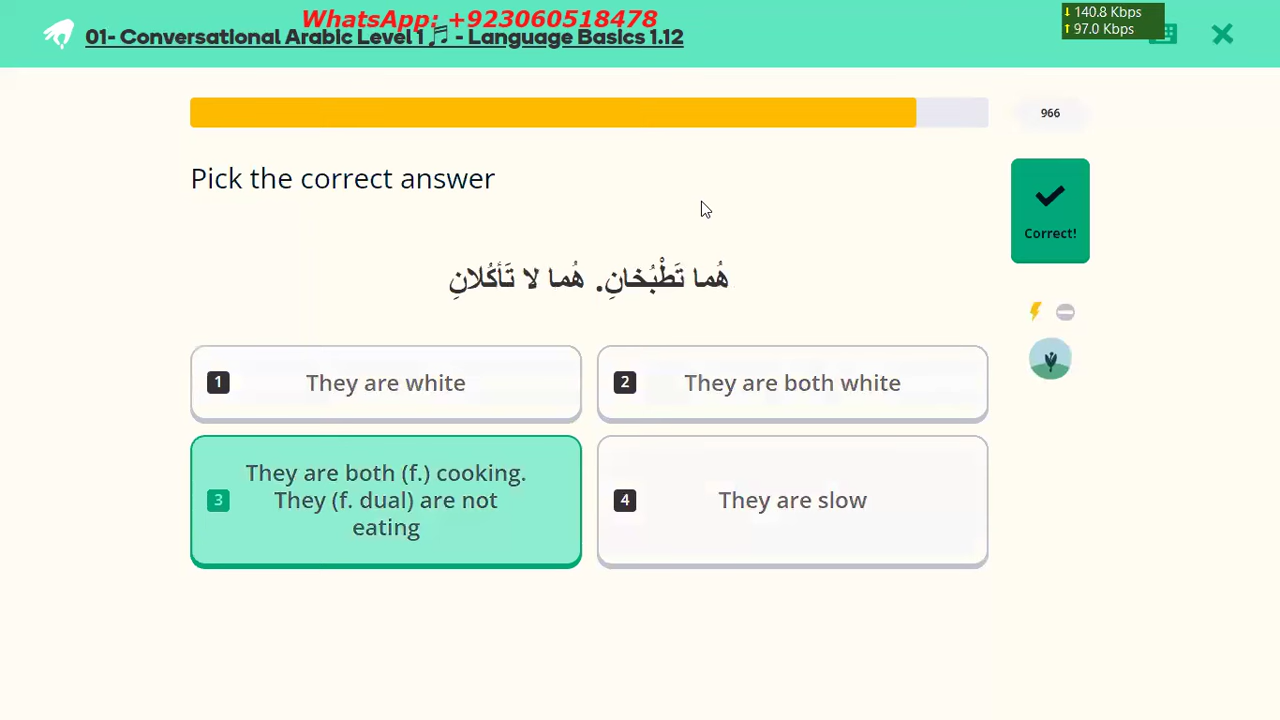 WhatsApp: +923060518478
01- Conversational Arabic Level 1🎵 - Language Basics 1.12
↓ 140.8 Kbps
↑ 97.0 Kbps
966
Pick the correct answer
Correct!
هُما تَطْبُخانِ. هُما لا تَأكُلانِ
1 They are white
2 They are both white
3 They are both (f.) cooking.
They (f. dual) are not
eating
4 They are slow